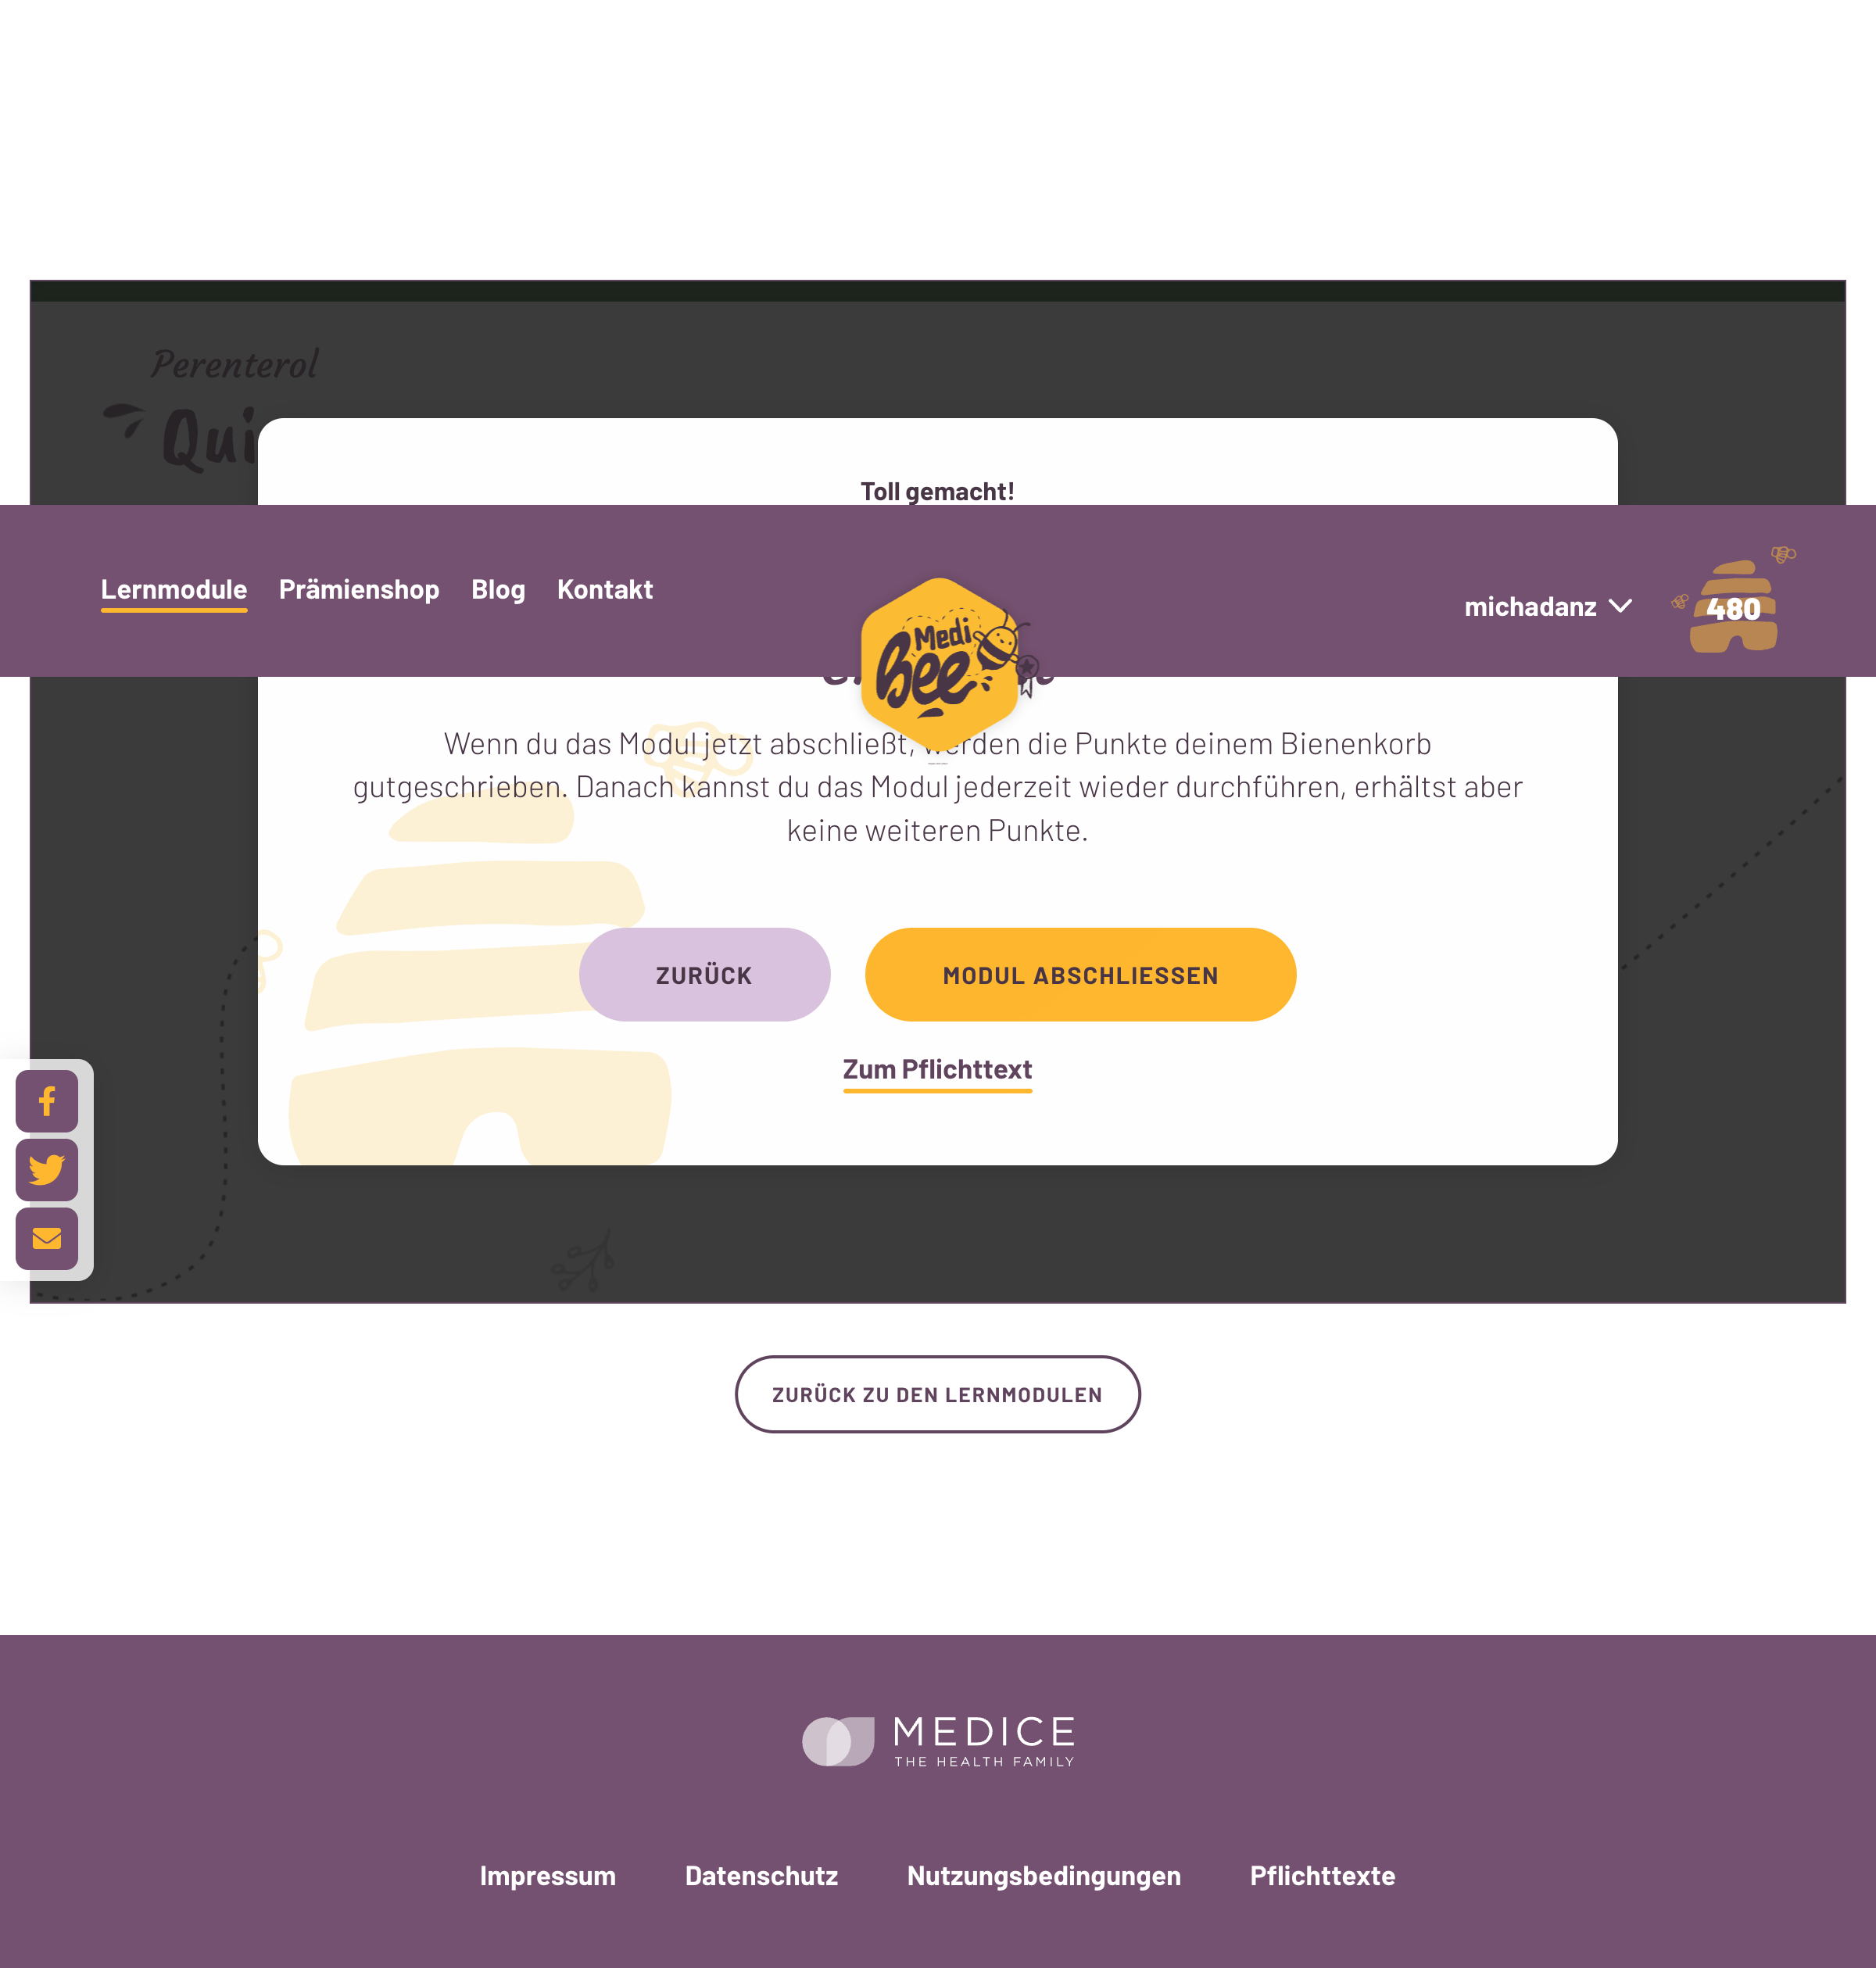 Perenterol
Toll gemacht!
Lernmodule Prämienshop Blog Kontakt
Medi
Bee
michadanz
480
Wenn du das Modul jetzt abschließt, werden die Punkte deinem Bienenkorb
gutgeschrieben. Danach kannst du das Modul jederzeit wieder durchführen, erhältst aber
keine weiteren Punkte.
ZURÜCK
MODUL ABSCHLIESSEN
Zum Pflichttext
ZURÜCK ZU DEN LERNMODULEN
MEDICE
THE HEALTH FAMILY
Impressum Datenschutz Nutzungsbedingungen Pflichttexte